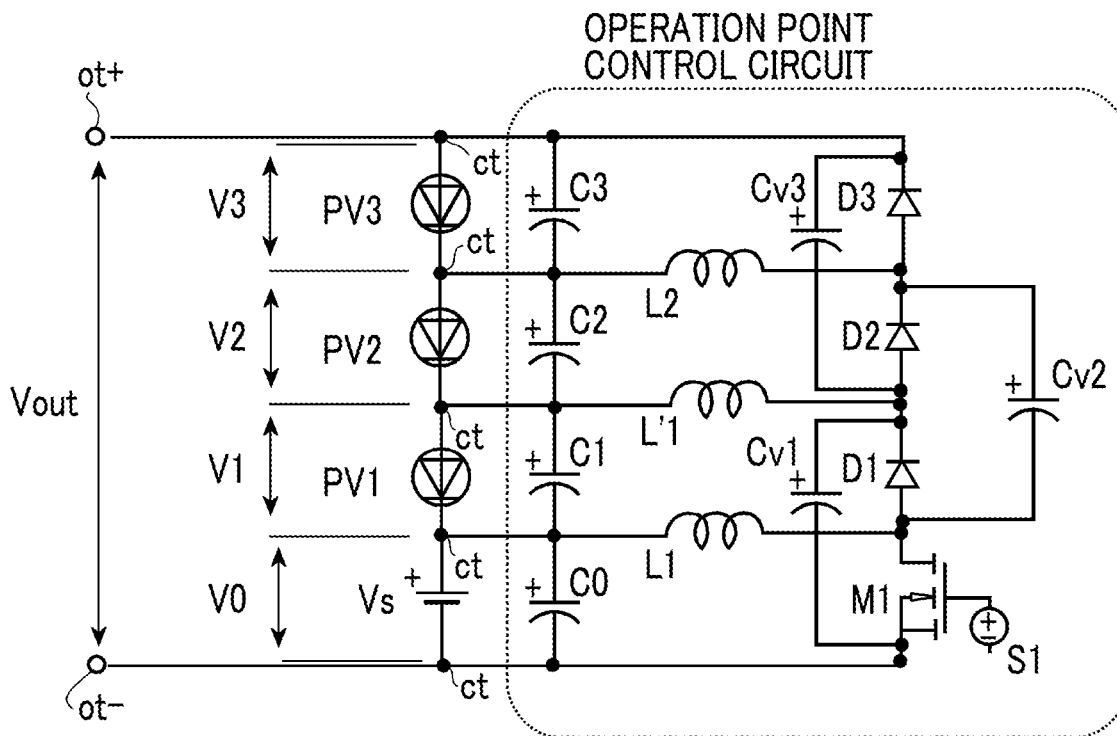 OPERATION POINT
CONTROL CIRCUIT
ot+
ct
V3
PV3
+
C3
Cv3
+
D3
ct
L2
V2
PV2
+
C2
D2
Vout
Cv2
+
ct
L'1
V1
PV1
+
C1
Cv1
+
D1
ct
L1
V0
Vs
+
+
C0
M1
+
−
S1
ct
ot-